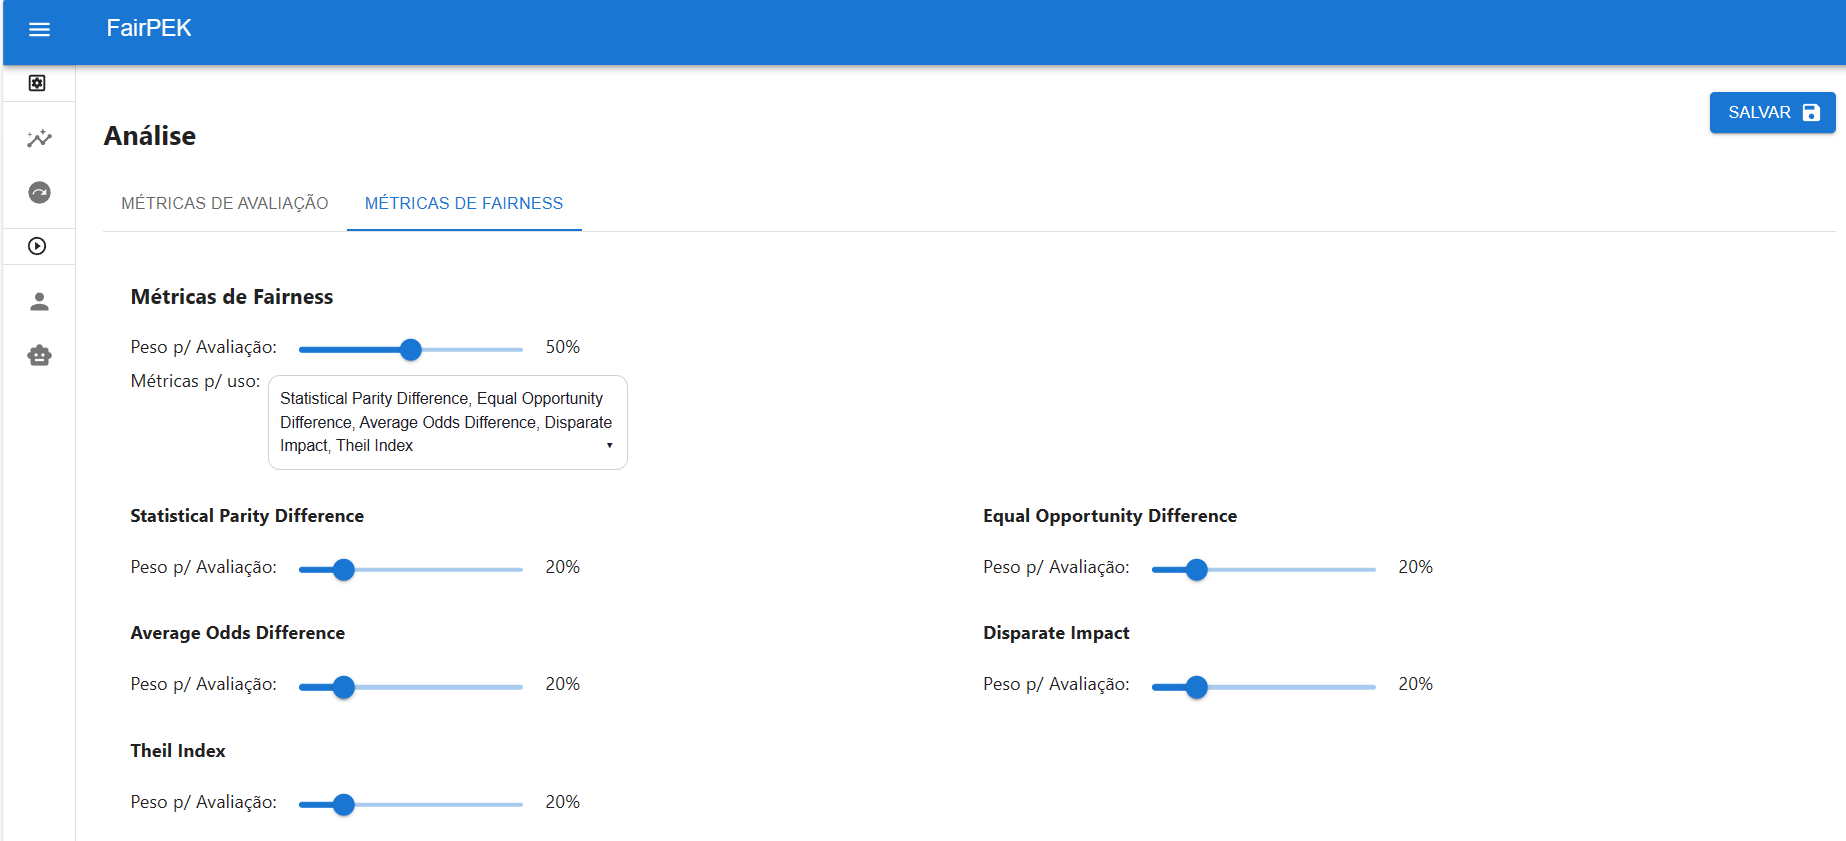 FairPEK
SALVAR
Análise
MÉTRICAS DE AVALIAÇÃO
MÉTRICAS DE FAIRNESS
Métricas de Fairness
Peso p/ Avaliação: 50%
Métricas p/ uso:
Statistical Parity Difference, Equal Opportunity
Difference, Average Odds Difference, Disparate
Impact, Theil Index
Statistical Parity Difference
Peso p/ Avaliação: 20%
Equal Opportunity Difference
Peso p/ Avaliação: 20%
Average Odds Difference
Peso p/ Avaliação: 20%
Disparate Impact
Peso p/ Avaliação: 20%
Theil Index
Peso p/ Avaliação: 20%